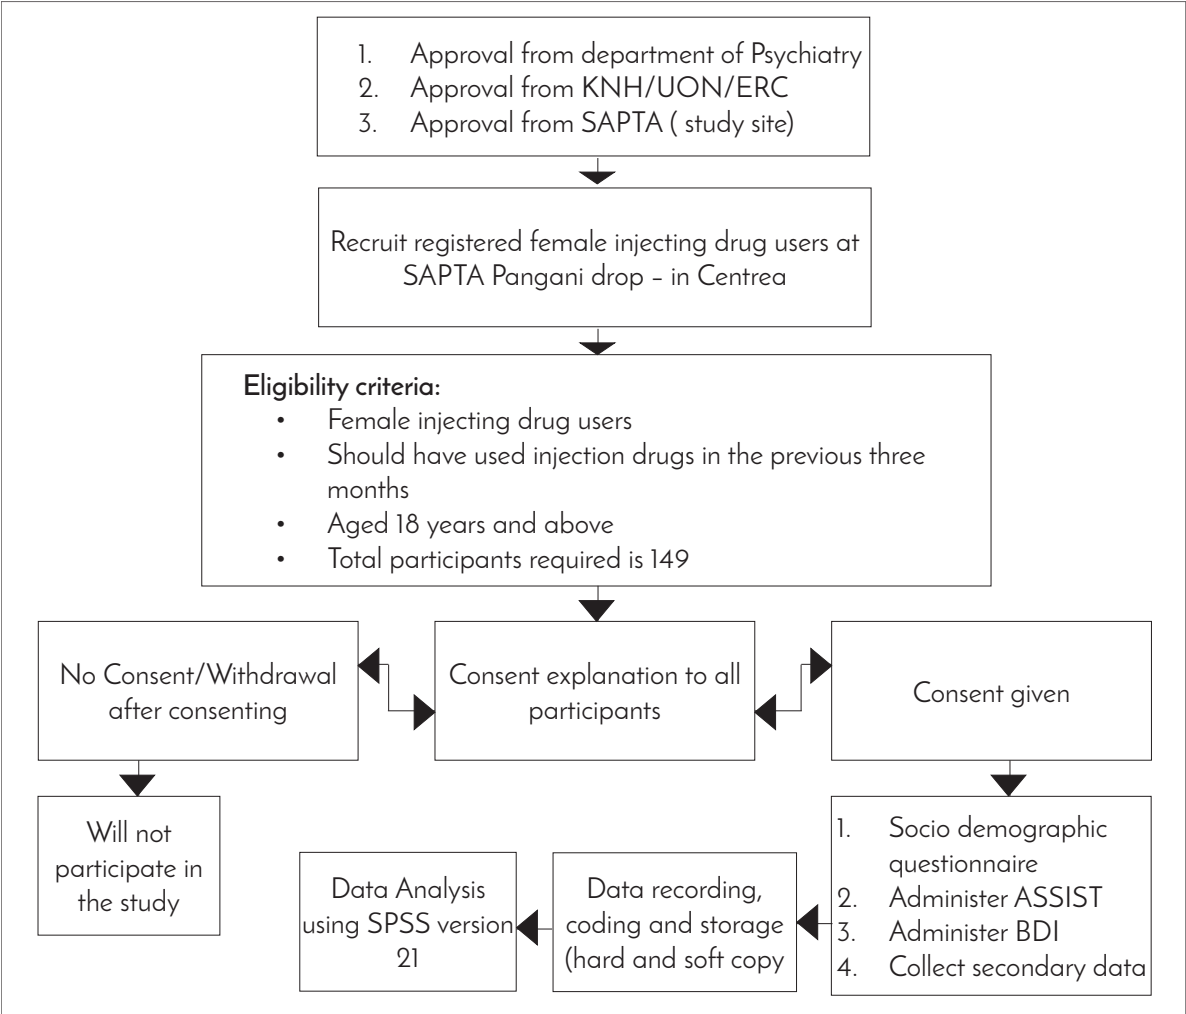 1. Approval from department of Psychiatry
2. Approval from KNH/UON/ERC
3. Approval from SAPTA ( study site)
Recruit registered female injecting drug users at
SAPTA Pangani drop – in Centrea
Eligibility criteria:
• Female injecting drug users
• Should have used injection drugs in the previous three
months
• Aged 18 years and above
• Total participants required is 149
No Consent/Withdrawal
after consenting
Consent explanation to all
participants
Consent given
Will not
participate in
the study
1. Socio demographic
questionnaire
2. Administer ASSIST
3. Administer BDI
4. Collect secondary data
Data recording,
coding and storage
(hard and soft copy
Data Analysis
using SPSS version
21